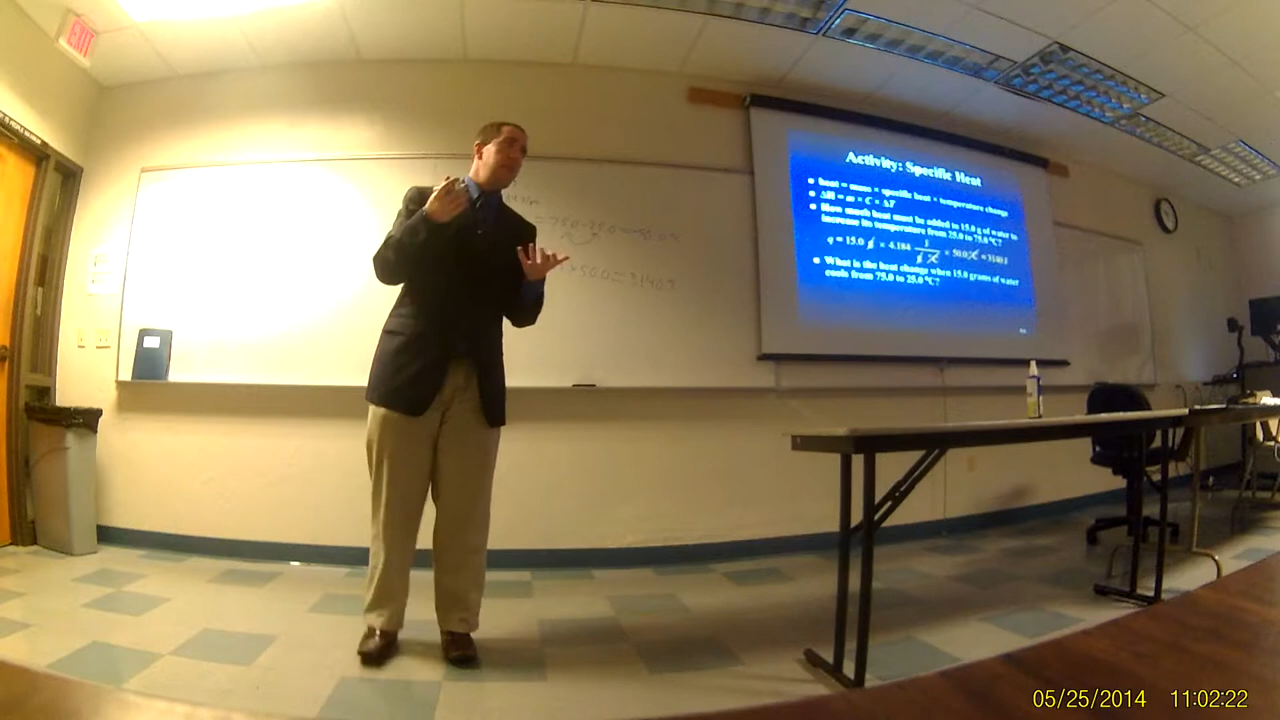 EXIT
Activity: Specific Heat
• heat = mass × specific heat × temperature change
• ΔH = m × C × ΔT
• How much heat must be added to 15.0 g of water to
increase its temperature from 25.0 to 75.0 °C?
q = 15.0 g × 4.184 J/g °C × 50.0 °C = 3140 J
• What is the heat change when 15.0 grams of water
cools from 75.0 to 25.0 °C?
= 75.0 - 25.0 = 50.0 °C
× 50.0 = 3140 J
05/25/2014 11:02:22